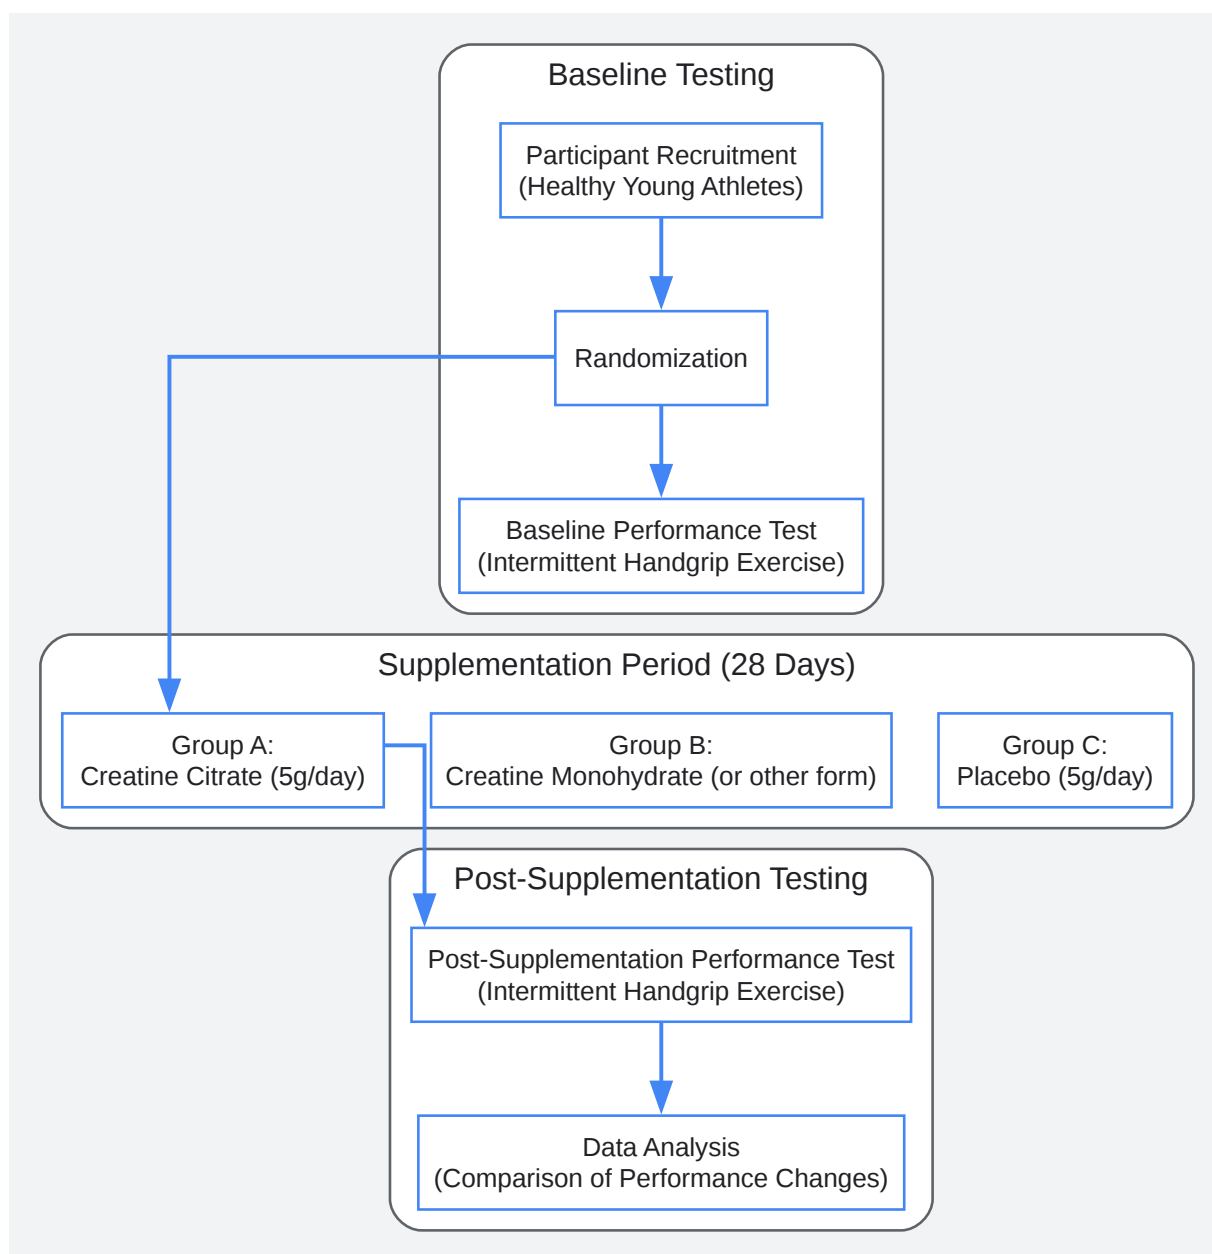 Baseline Testing
Participant Recruitment
(Healthy Young Athletes)
Randomization
Baseline Performance Test
(Intermittent Handgrip Exercise)
Supplementation Period (28 Days)
Group A:
Creatine Citrate (5g/day)
Group B:
Creatine Monohydrate (or other form)
Group C:
Placebo (5g/day)
Post-Supplementation Testing
Post-Supplementation Performance Test
(Intermittent Handgrip Exercise)
Data Analysis
(Comparison of Performance Changes)